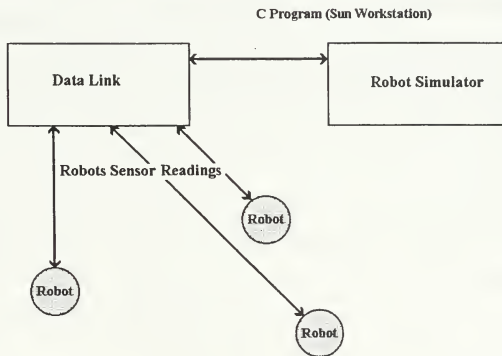 C Program (Sun Workstation)
Data Link
Robot Simulator
Robots Sensor Readings
Robot
Robot
Robot